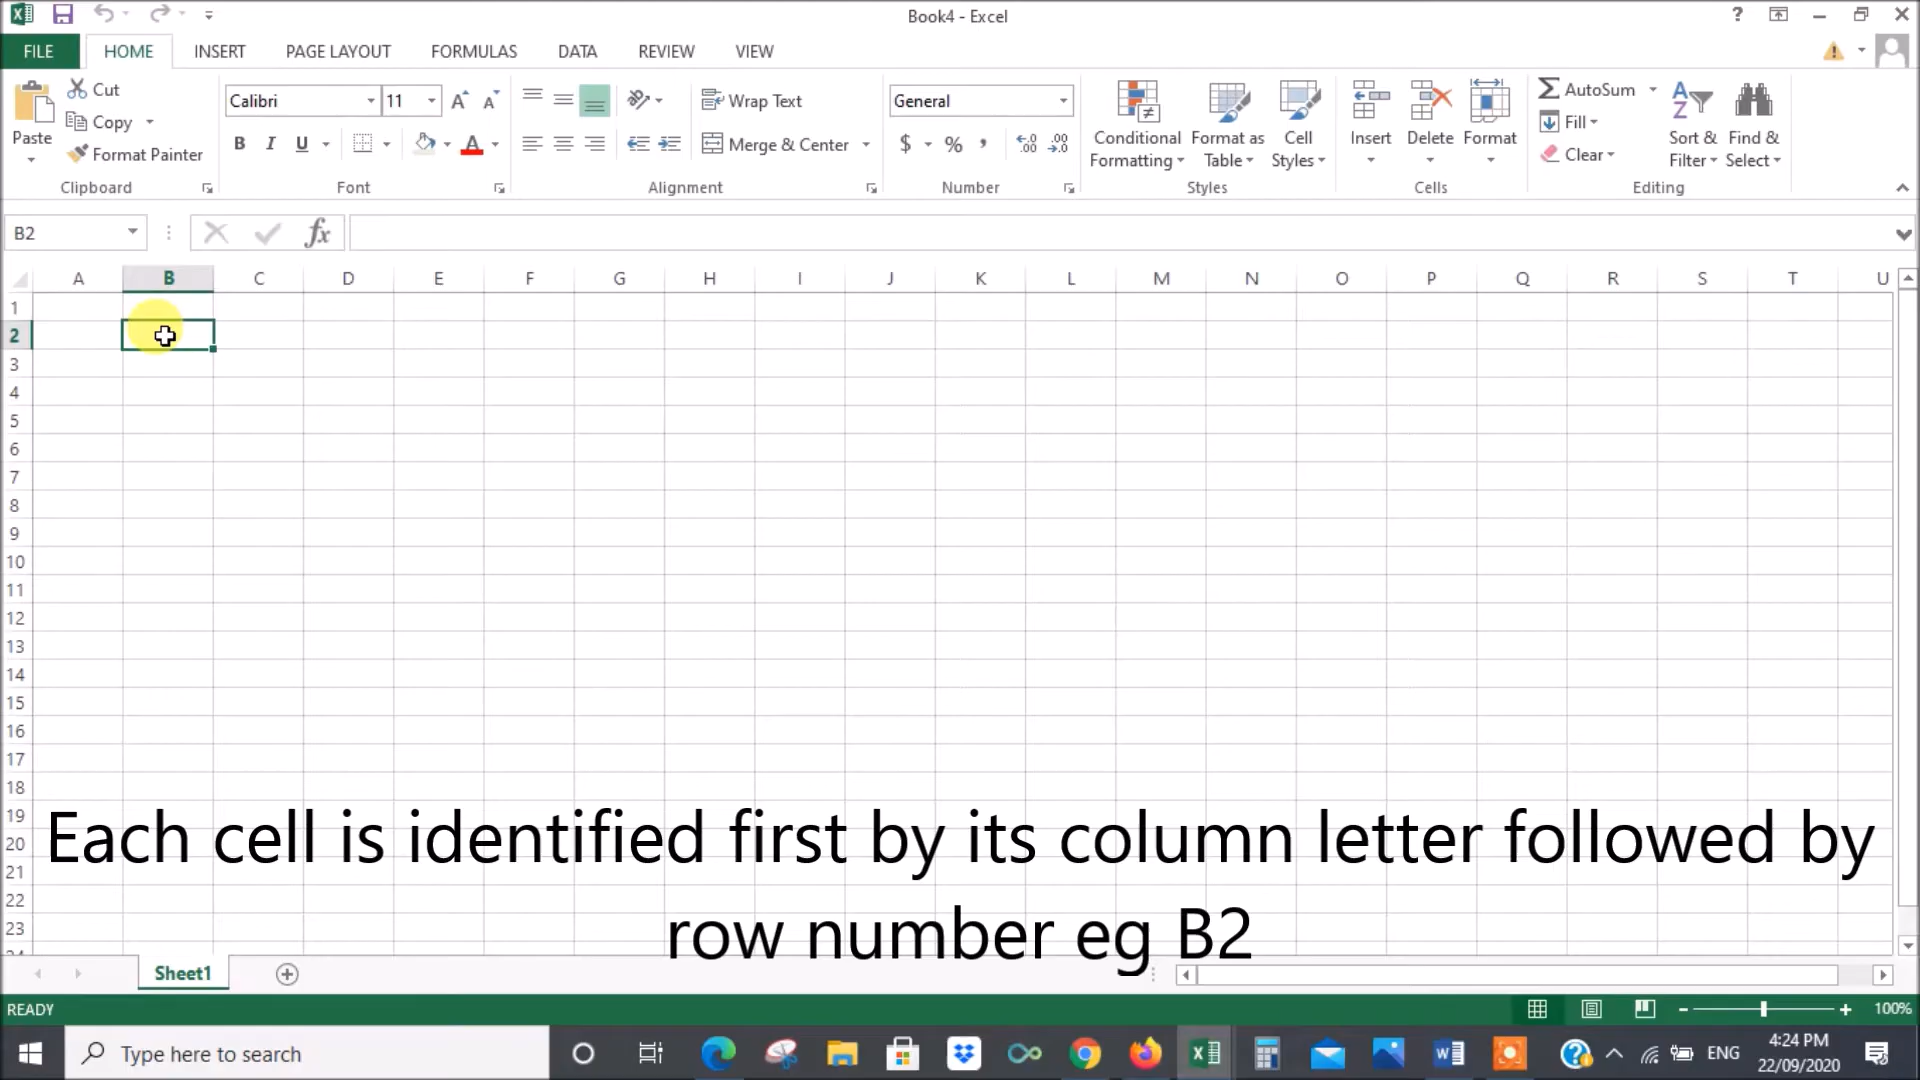 Book4 - Excel
FILE HOME INSERT PAGE LAYOUT FORMULAS DATA REVIEW VIEW
Paste
Cut
Copy
Format Painter
Clipboard
Calibri 11
B I U A
Font
Wrap Text
Merge & Center
Alignment
General
$ % ,
Number
Conditional Formatting
Format as Table
Cell Styles
Styles
Insert Delete Format
Cells
AutoSum
Fill
Clear
Sort & Filter
Find & Select
Editing
B2 fx
A B C D E F G H I J K L M N O P Q R S T U
1
2
3
4
5
6
7
8
9
10
11
12
13
14
15
16
17
18
19
20
21
22
23
Each cell is identified first by its column letter followed by
row number eg B2
Sheet1
READY 100%
Type here to search
ENG
4:24 PM
22/09/2020